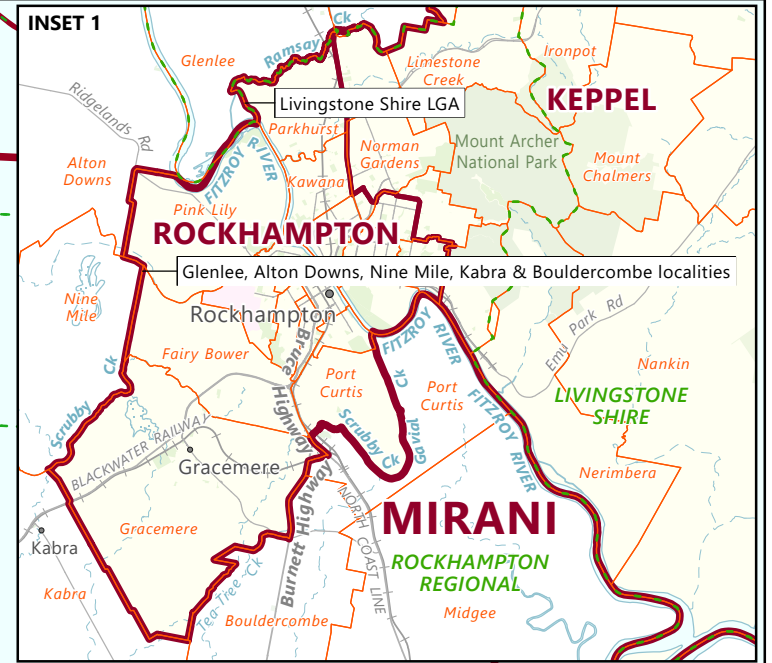 INSET 1
Glenlee
Ramsay Ck
Limestone
Creek
Ironpot
KEPPEL
Livingstone Shire LGA
Ridgelands Rd
Parkhurst
Norman
Gardens
Mount Archer
National Park
Mount
Chalmers
Alton
Downs
FITZROY RIVER
Kawana
Pink Lily
ROCKHAMPTON
Glenlee, Alton Downs, Nine Mile, Kabra & Bouldercombe localities
Nine
Mile
Rockhampton
Fairy Bower
Bruce Highway
FITZROY RIVER
Emu Park Rd
Nankin
Port
Curtis
Port
Curtis
LIVINGSTONE
SHIRE
Scrubby Ck
Scrubby Ck
Gavial Ck
FITZROY RIVER
BLACKWATER RAILWAY
Gracemere
Nerimbera
Burnett Highway
NORTH COAST LINE
MIRANI
Gracemere
Kabra
ROCKHAMPTON
REGIONAL
Kabra
Tea Tree Ck
Bouldercombe
Midgee